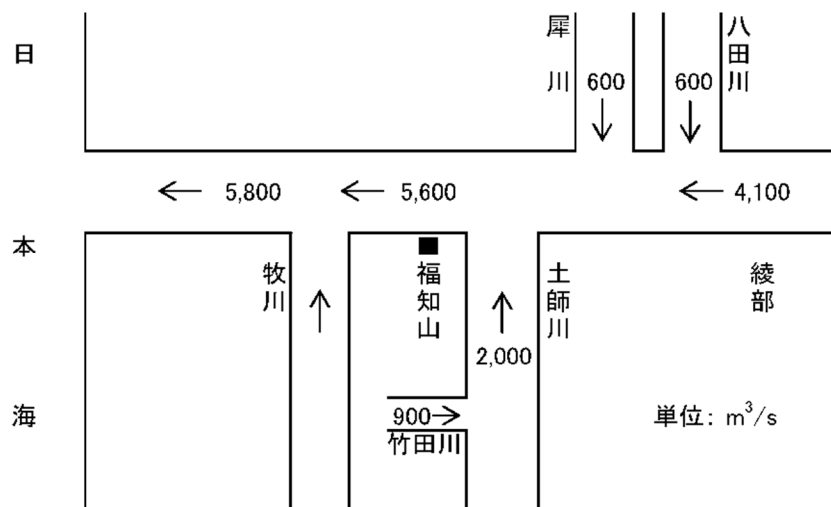 日本海
犀川
600
600
八田川
5,800
5,600
4,100
牧川
福知山
土師川
綾部
2,000
900
竹田川
単位: m³/s